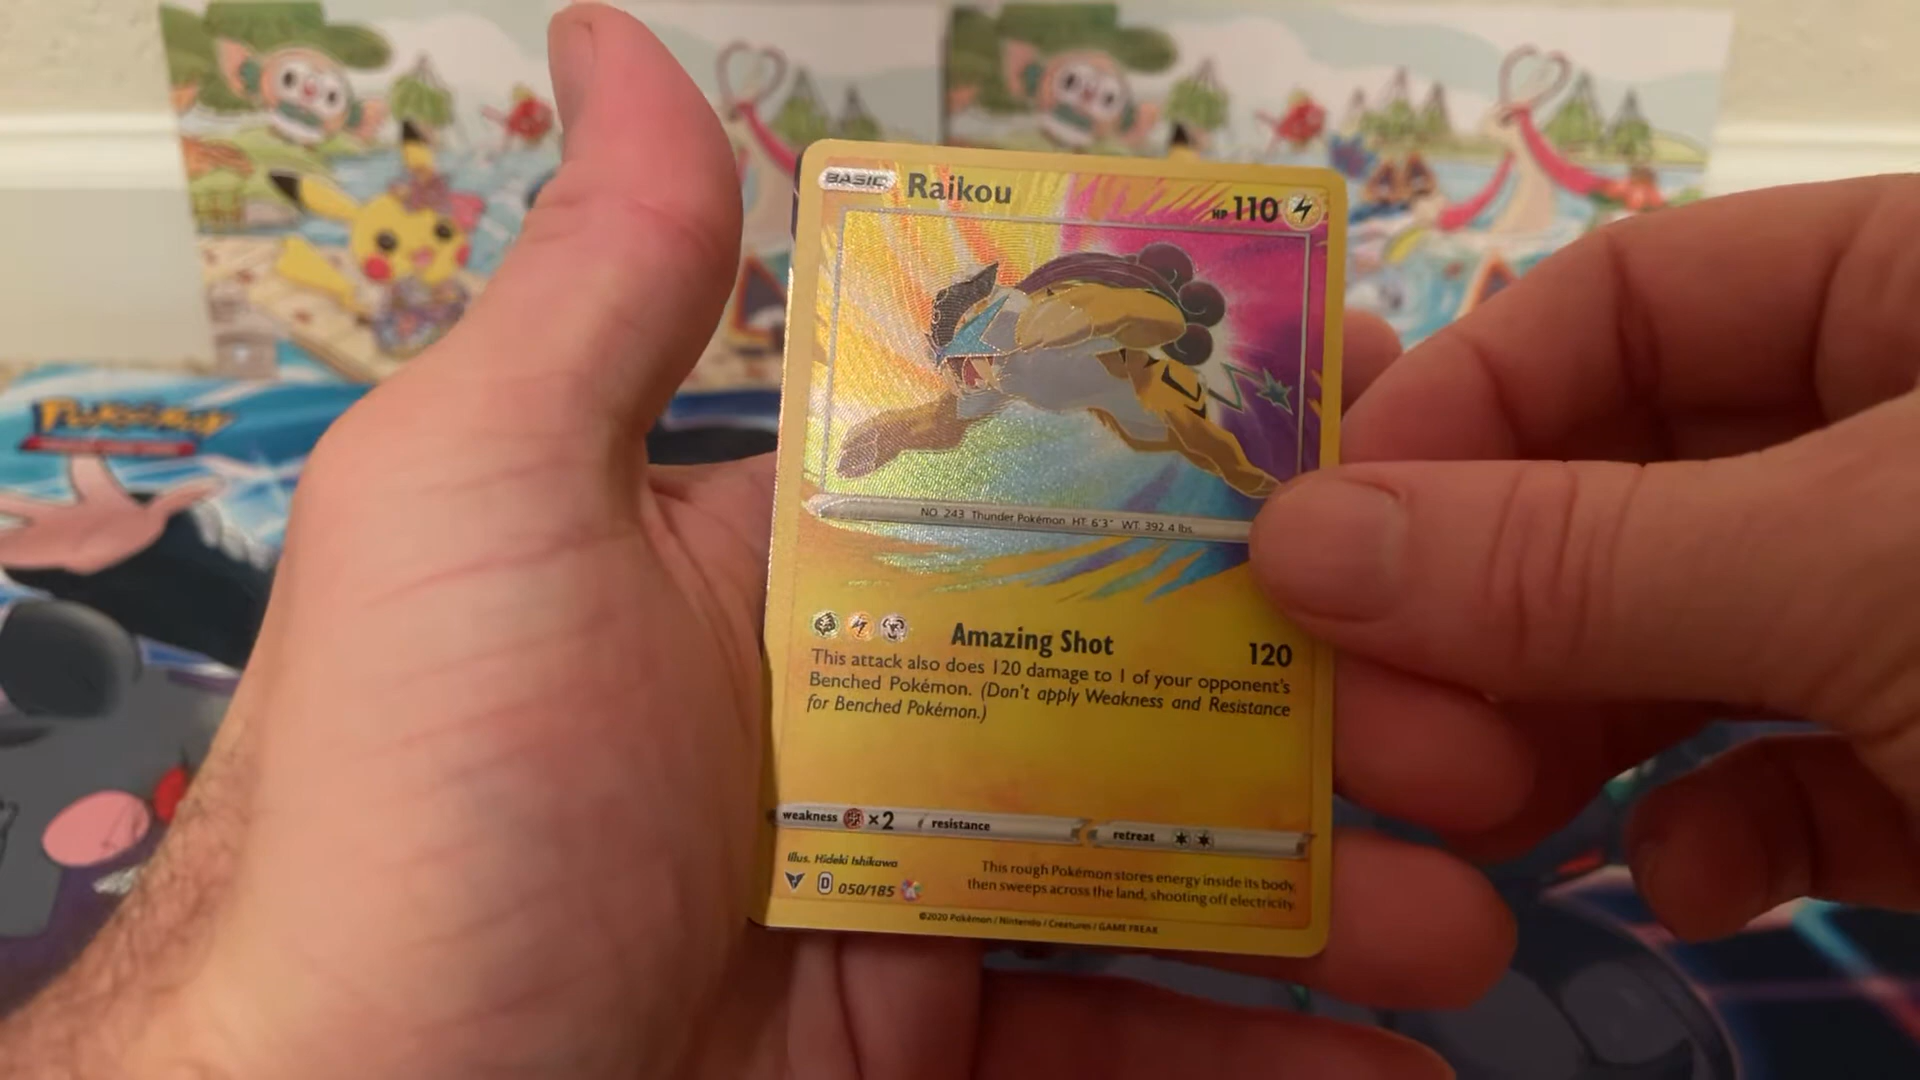 Pokémon
BASIC Raikou HP 110
NO. 243 Thunder Pokémon HT: 6'3" WT: 392.4 lbs.
Amazing Shot 120
This attack also does 120 damage to 1 of your opponent's
Benched Pokémon. (Don't apply Weakness and Resistance
for Benched Pokémon.)
weakness ×2 resistance retreat
Illus. Hideki Ishikawa
This rough Pokémon stores energy inside its body,
then sweeps across the land, shooting off electricity.
D 050/185
©2020 Pokémon / Nintendo / Creatures / GAME FREAK